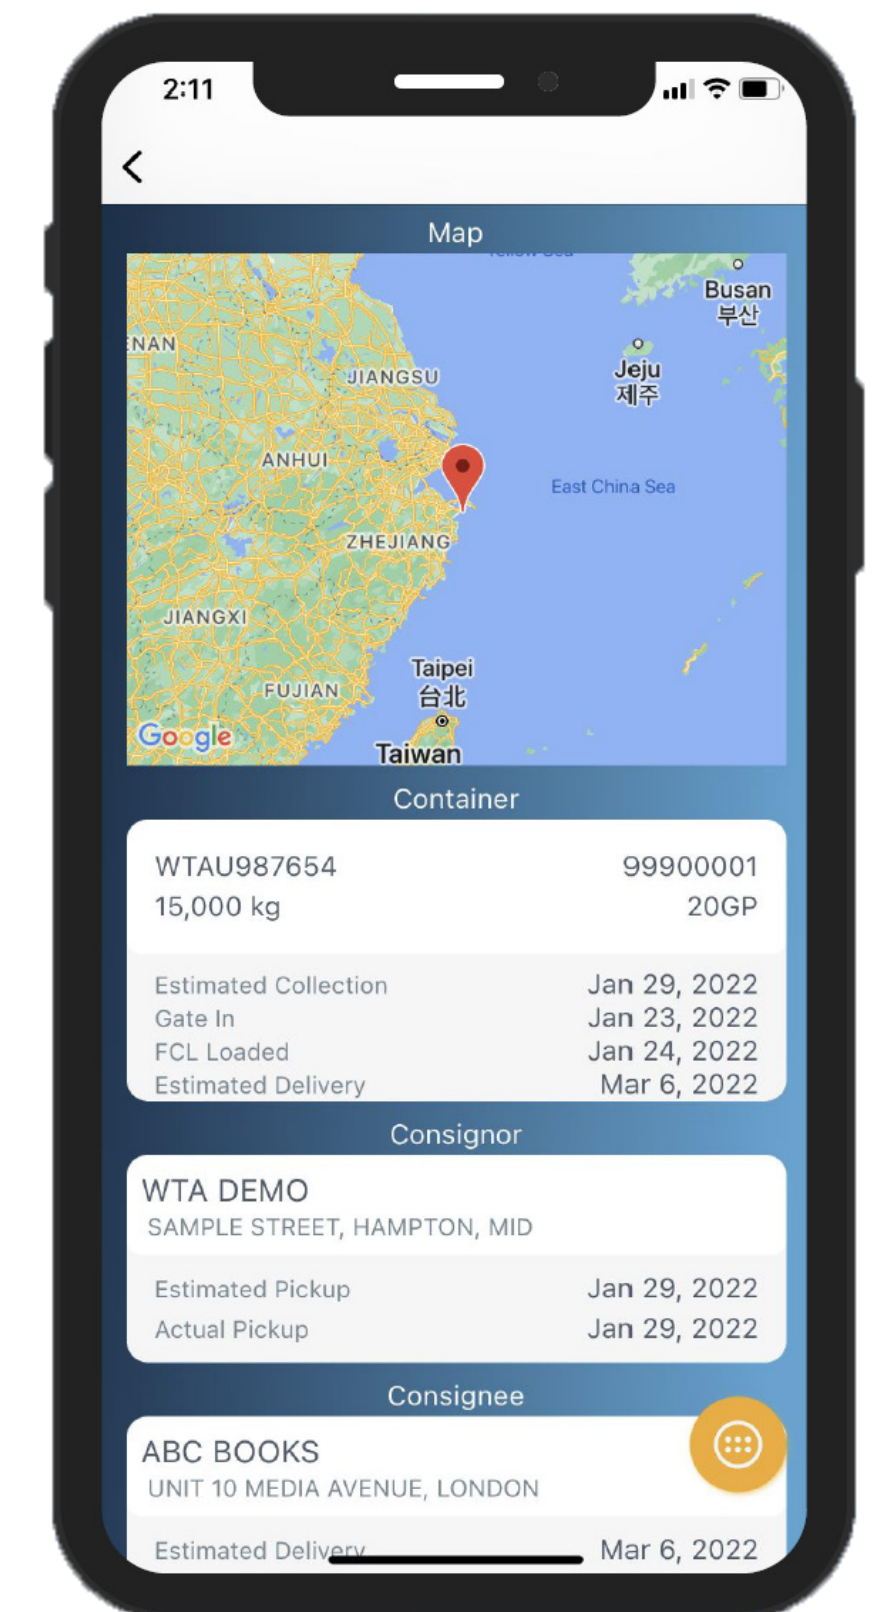 2:11
Map
Yellow Sea
Busan
부산
ENAN
Jeju
제주
JIANGSU
ANHUI
East China Sea
ZHEJIANG
JIANGXI
Taipei
台北
FUJIAN
Google
Taiwan
Container
WTAU987654 99900001
15,000 kg 20GP
Estimated Collection Jan 29, 2022
Gate In Jan 23, 2022
FCL Loaded Jan 24, 2022
Estimated Delivery Mar 6, 2022
Consignor
WTA DEMO
SAMPLE STREET, HAMPTON, MID
Estimated Pickup Jan 29, 2022
Actual Pickup Jan 29, 2022
Consignee
ABC BOOKS
UNIT 10 MEDIA AVENUE, LONDON
Estimated Delivery Mar 6, 2022